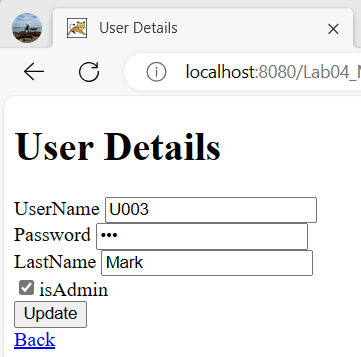 User Details
localhost:8080/Lab04_
User Details
UserName U003
Password •••
LastName Mark
isAdmin
Update
Back